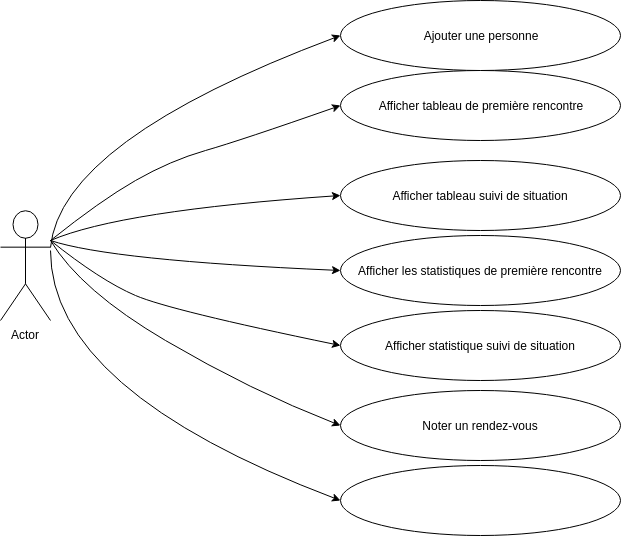 Ajouter une personne
Afficher tableau de première rencontre
Afficher tableau suivi de situation
Afficher les statistiques de première rencontre
Actor
Afficher statistique suivi de situation
Noter un rendez-vous